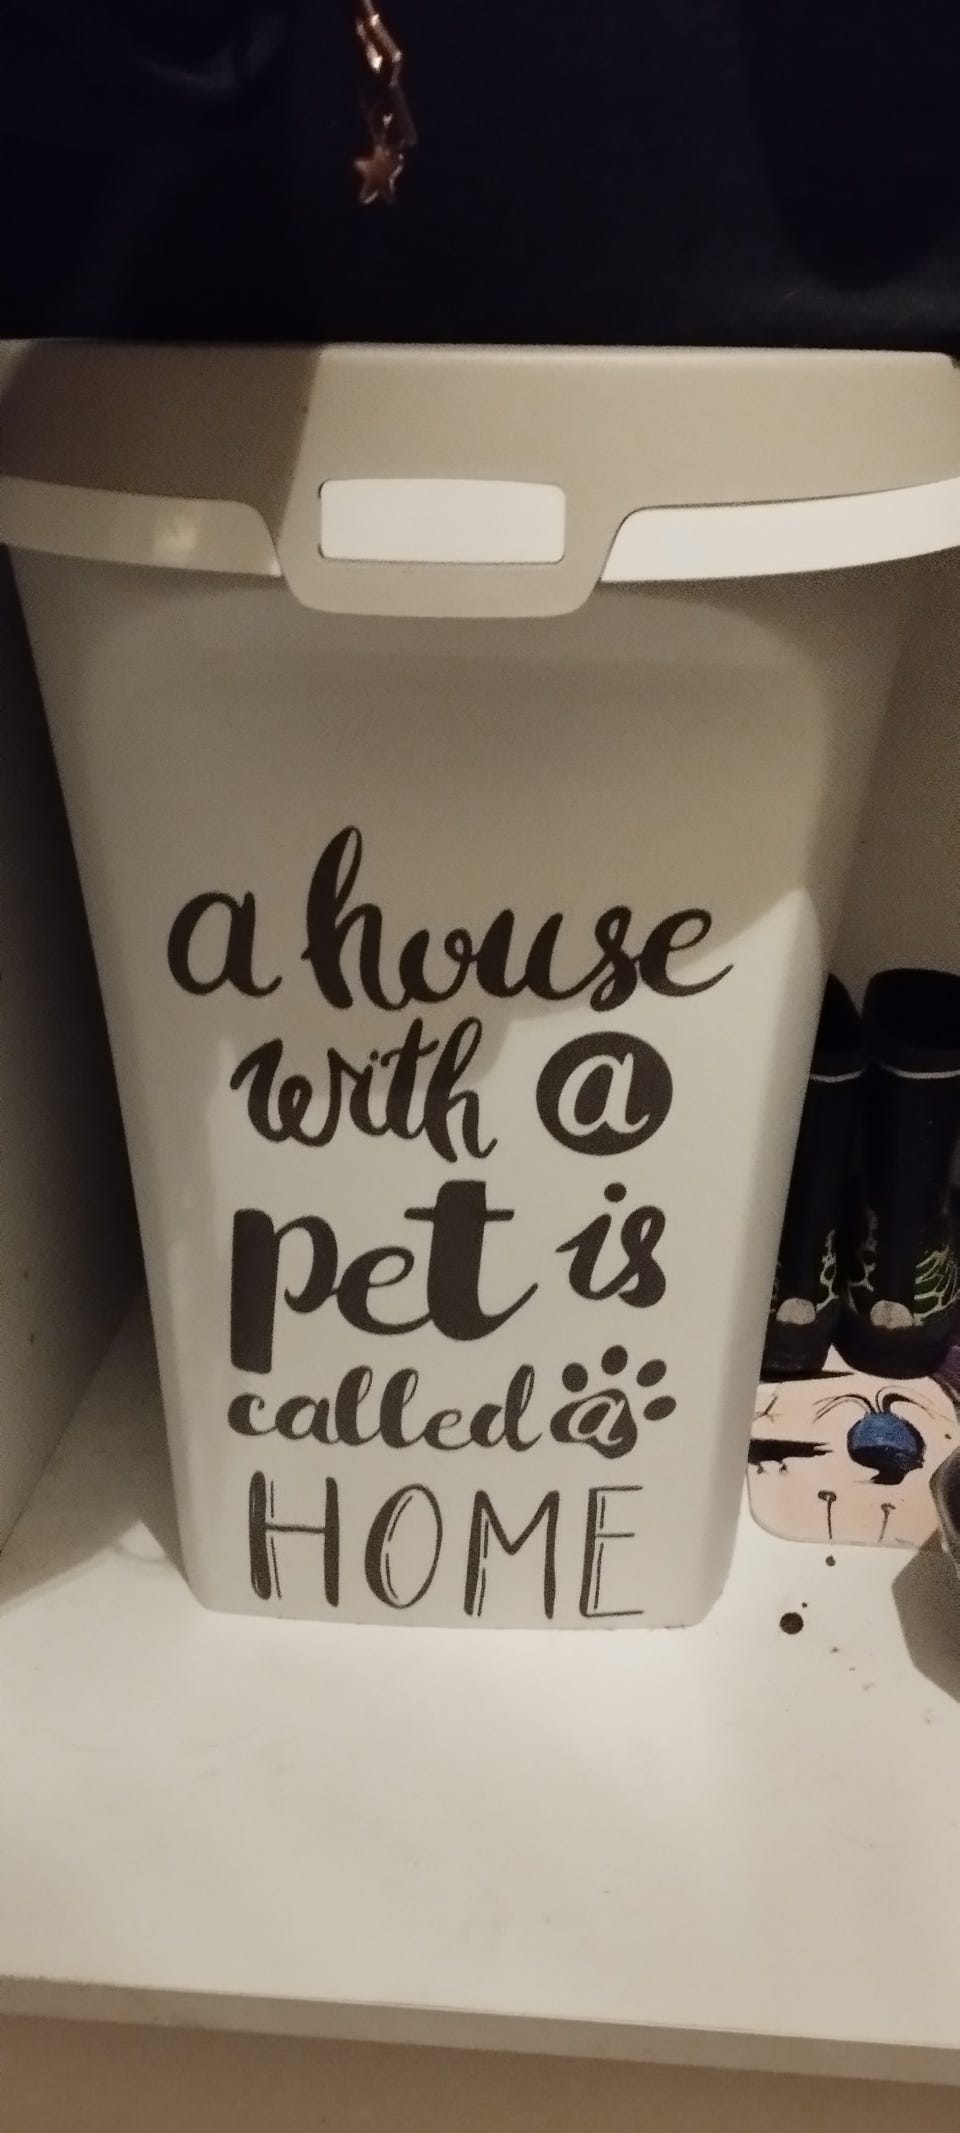 a house
with a
pet is
called a
HOME